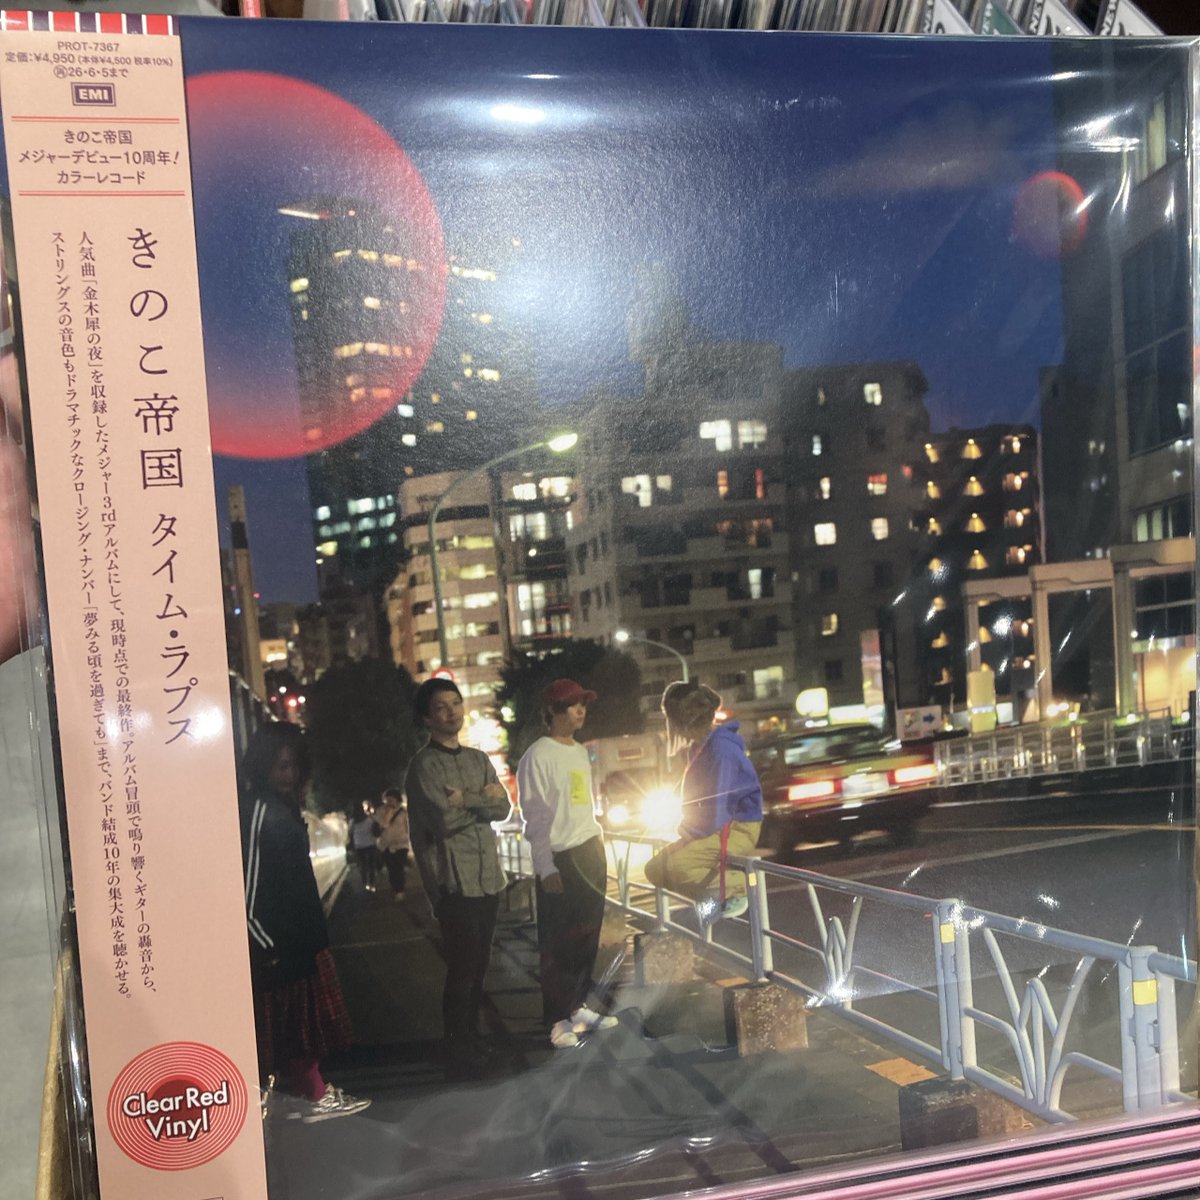 PROT-7367
定価:¥4,950(本体¥4,500 税率10%)
㋐26・6・5まで
EMI
きのこ帝国
メジャーデビュー10周年!
カラーレコード
きのこ帝国 タイム・ラプス
人気曲「金木犀の夜」を収録したメジャー3rdアルバムにして、現時点での最終作。アルバム冒頭で鳴り響くギターの轟音から、
ストリングスの音色もドラマチックなクロージング・ナンバー「夢みる頃を過ぎても」まで、バンド結成10年の集大成を聴かせる。
Clear Red
Vinyl
NEW
NEW
NEW